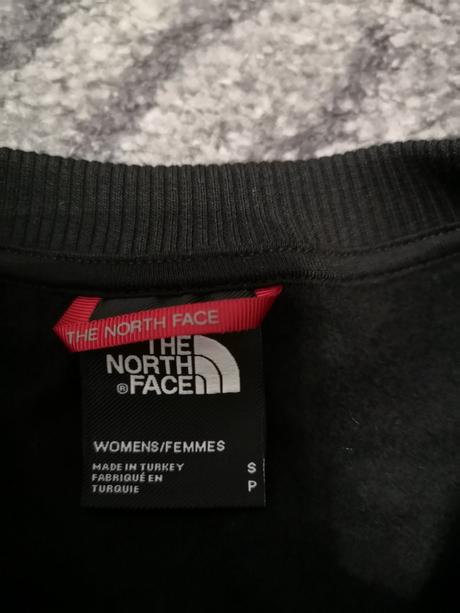 THE NORTH FACE
THE
NORTH
®FACE
WOMENS/FEMMES
MADE IN TURKEY S
FABRIQUÉ EN
TURQUIE P